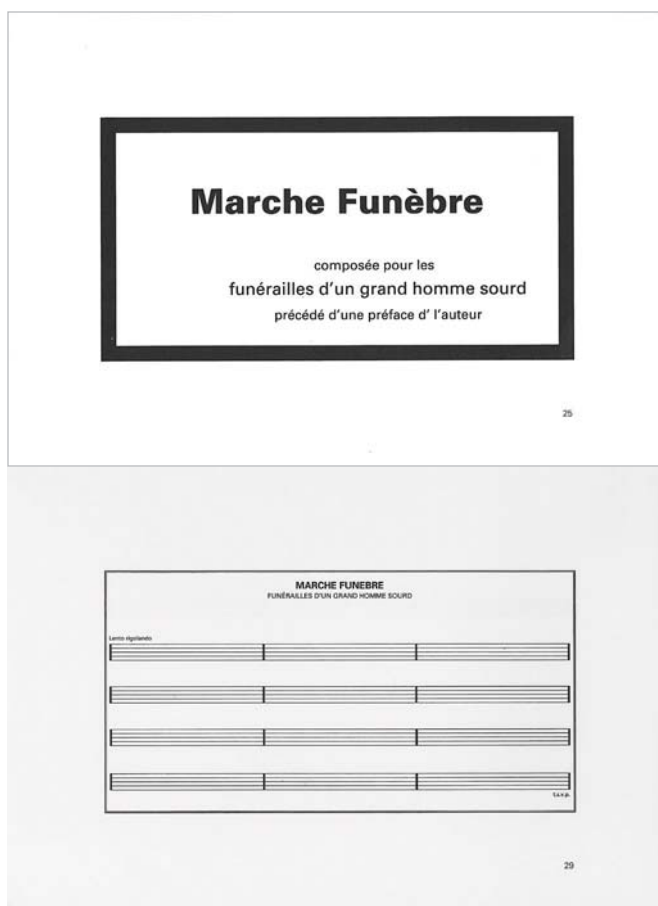 Marche Funèbre
composée pour les
funérailles d'un grand homme sourd
précédé d'une préface d' l'auteur
25
MARCHE FUNEBRE
FUNÉRAILLES D'UN GRAND HOMME SOURD
Lento rigolando
t.s.v.p.
29